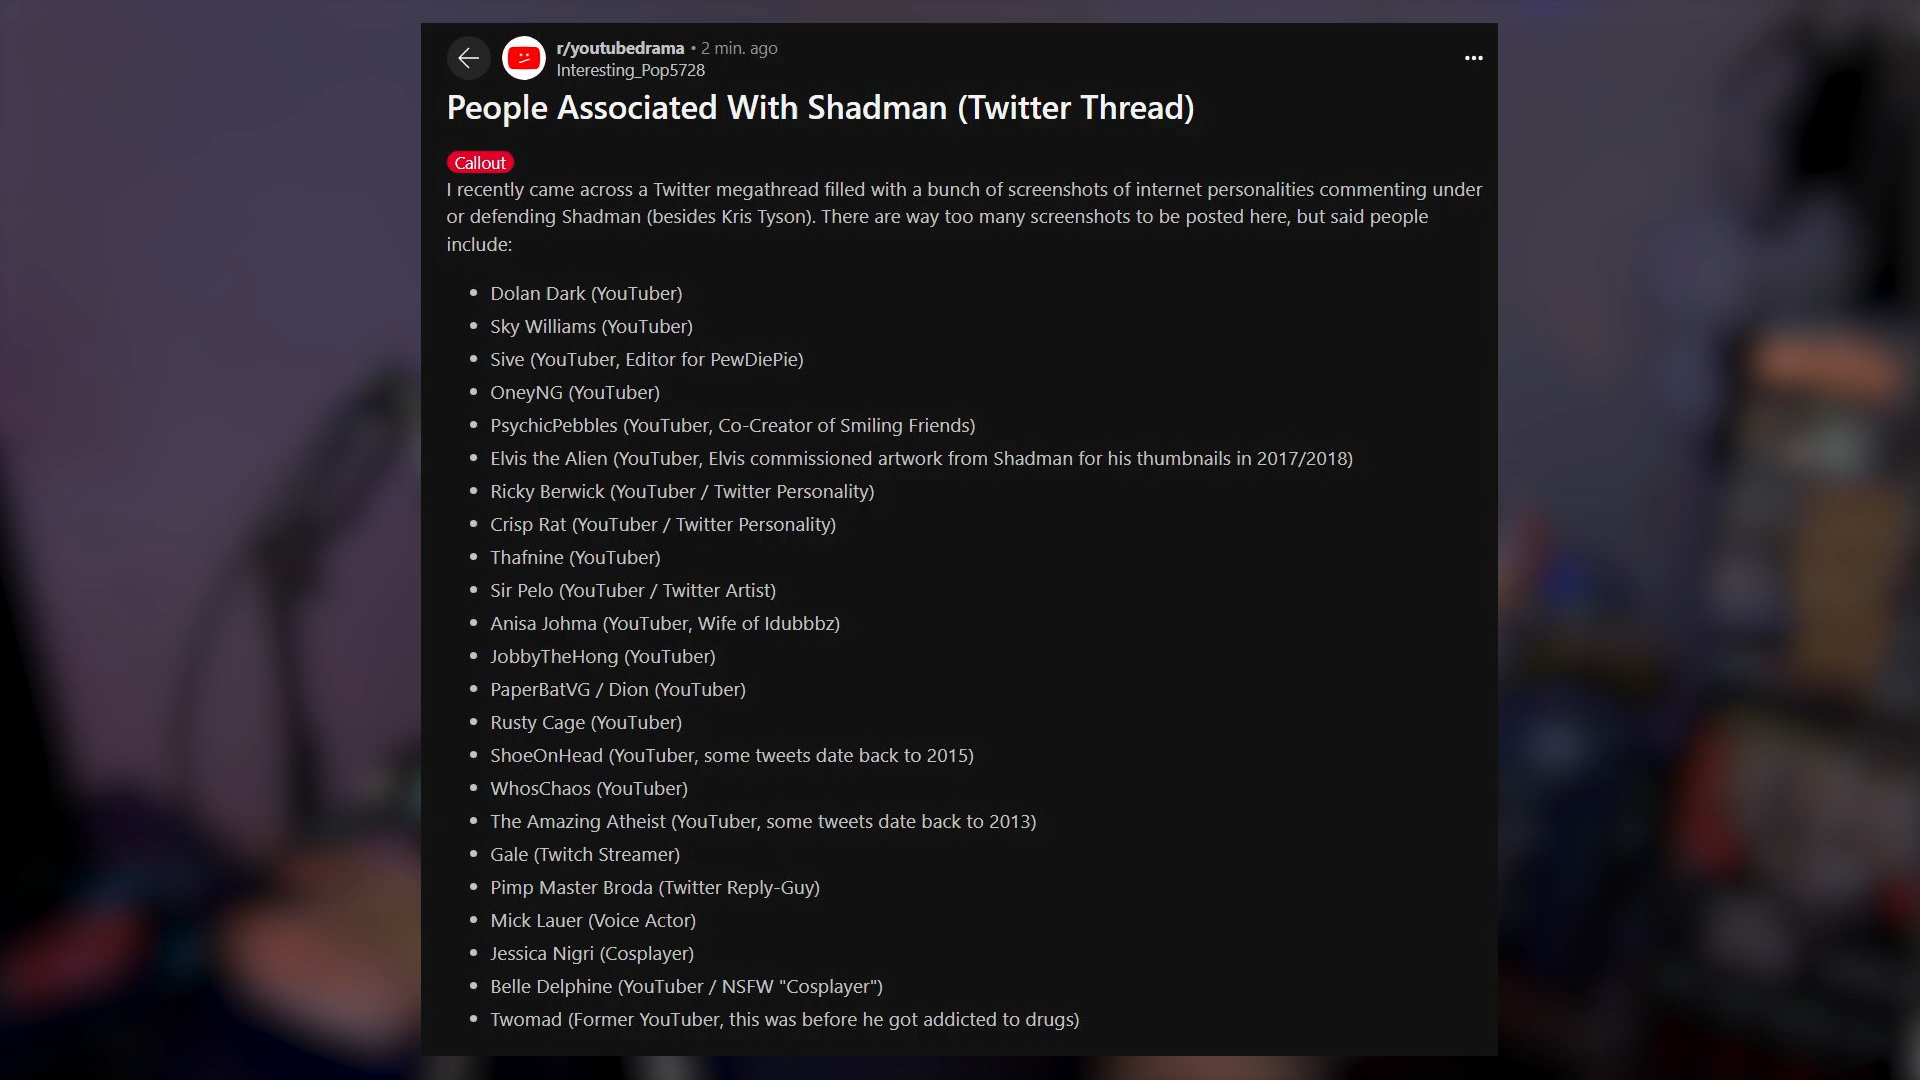 r/youtubedrama • 2 min. ago
Interesting_Pop5728
People Associated With Shadman (Twitter Thread)
Callout
I recently came across a Twitter megathread filled with a bunch of screenshots of internet personalities commenting under
or defending Shadman (besides Kris Tyson). There are way too many screenshots to be posted here, but said people
include:
• Dolan Dark (YouTuber)
• Sky Williams (YouTuber)
• Sive (YouTuber, Editor for PewDiePie)
• OneyNG (YouTuber)
• PsychicPebbles (YouTuber, Co-Creator of Smiling Friends)
• Elvis the Alien (YouTuber, Elvis commissioned artwork from Shadman for his thumbnails in 2017/2018)
• Ricky Berwick (YouTuber / Twitter Personality)
• Crisp Rat (YouTuber / Twitter Personality)
• Thafnine (YouTuber)
• Sir Pelo (YouTuber / Twitter Artist)
• Anisa Johma (YouTuber, Wife of Idubbbz)
• JobbyTheHong (YouTuber)
• PaperBatVG / Dion (YouTuber)
• Rusty Cage (YouTuber)
• ShoeOnHead (YouTuber, some tweets date back to 2015)
• WhosChaos (YouTuber)
• The Amazing Atheist (YouTuber, some tweets date back to 2013)
• Gale (Twitch Streamer)
• Pimp Master Broda (Twitter Reply-Guy)
• Mick Lauer (Voice Actor)
• Jessica Nigri (Cosplayer)
• Belle Delphine (YouTuber / NSFW "Cosplayer")
• Twomad (Former YouTuber, this was before he got addicted to drugs)